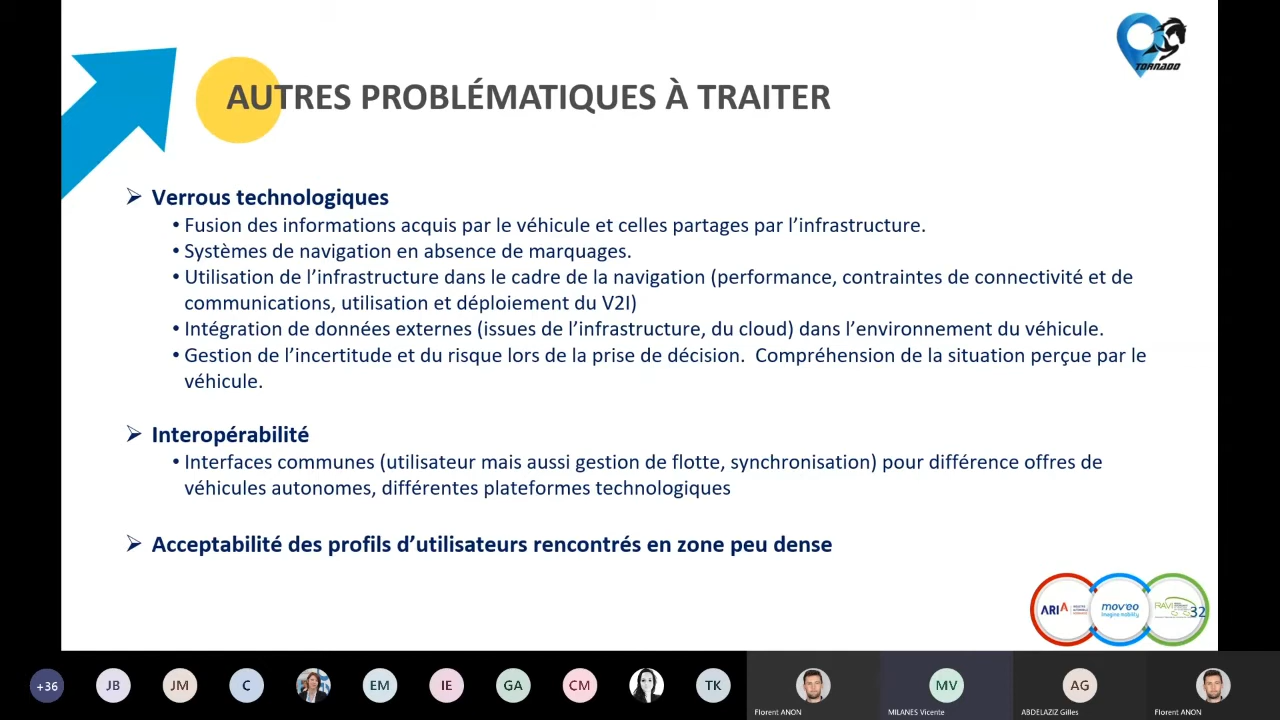 TORNADO
AUTRES PROBLÉMATIQUES À TRAITER
Verrous technologiques
• Fusion des informations acquis par le véhicule et celles partages par l’infrastructure.
• Systèmes de navigation en absence de marquages.
• Utilisation de l’infrastructure dans le cadre de la navigation (performance, contraintes de connectivité et de
communications, utilisation et déploiement du V2I)
• Intégration de données externes (issues de l’infrastructure, du cloud) dans l’environnement du véhicule.
• Gestion de l’incertitude et du risque lors de la prise de décision.  Compréhension de la situation perçue par le
véhicule.
Interopérabilité
• Interfaces communes (utilisateur mais aussi gestion de flotte, synchronisation) pour différence offres de
véhicules autonomes, différentes plateformes technologiques
Acceptabilité des profils d’utilisateurs rencontrés en zone peu dense
ARIA
mov'eo
imagine mobility
RAVI
32
+36
JB
JM
C
EM
IE
GA
CM
TK
MV
AG
Florent ANON
MILANES Vicente
ABDELAZIZ Gilles
Florent ANON